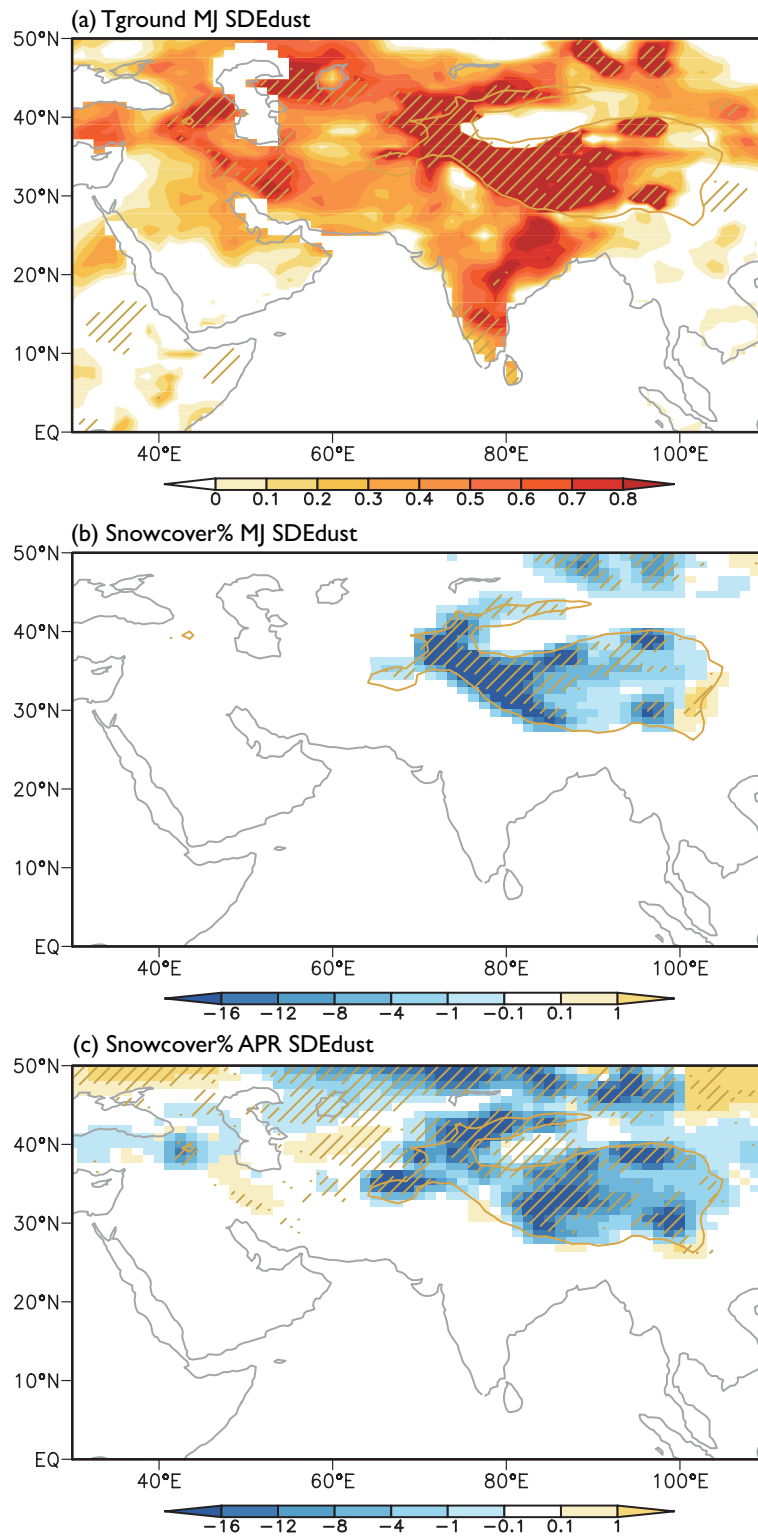 (a) Tground MJ SDEdust
50°N
40°N
30°N
20°N
10°N
EQ
40°E 60°E 80°E 100°E
0 0.1 0.2 0.3 0.4 0.5 0.6 0.7 0.8
(b) Snowcover% MJ SDEdust
50°N
40°N
30°N
20°N
10°N
EQ
40°E 60°E 80°E 100°E
−16 −12 −8 −4 −1 −0.1 0.1 1
(c) Snowcover% APR SDEdust
50°N
40°N
30°N
20°N
10°N
EQ
40°E 60°E 80°E 100°E
−16 −12 −8 −4 −1 −0.1 0.1 1